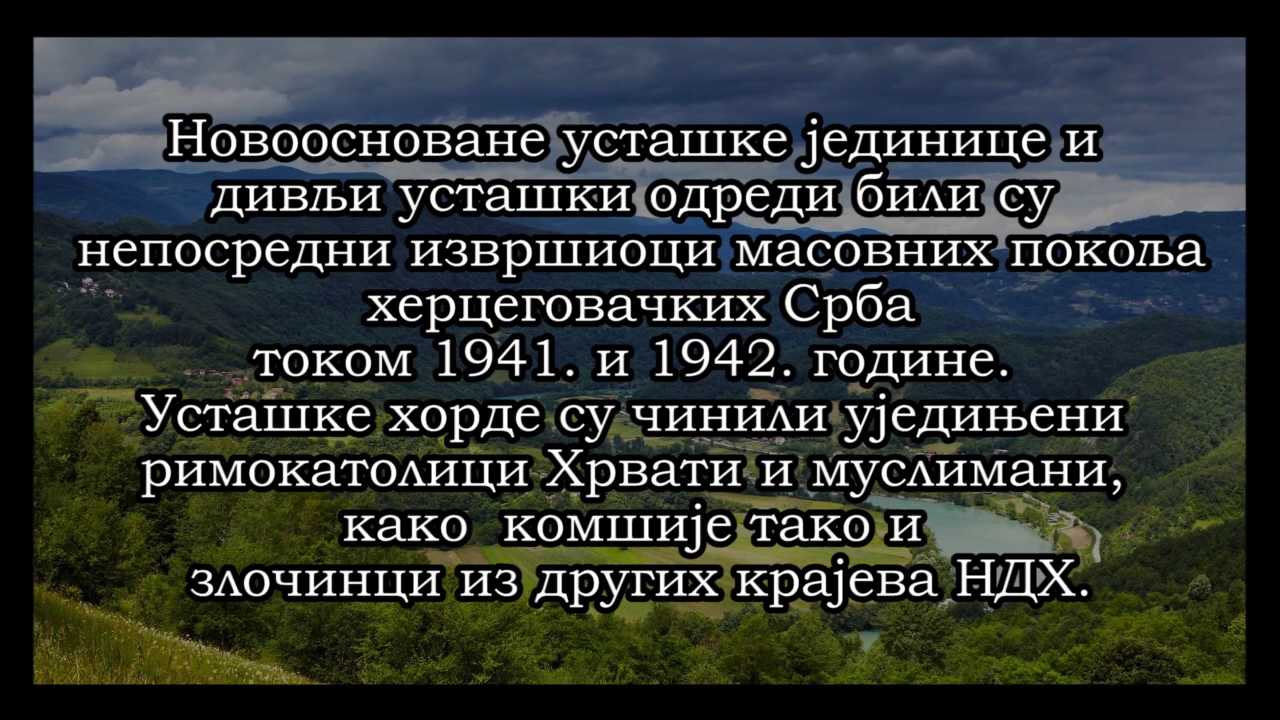 Новоосноване усташке јединице и
дивљи усташки одреди били су
непосредни извршиоци масовних покоља
херцеговачких Срба
током 1941. и 1942. године.
Усташке хорде су чинили уједињени
римокатолици Хрвати и муслимани,
како комшије тако и
злочинци из других крајева НДХ.